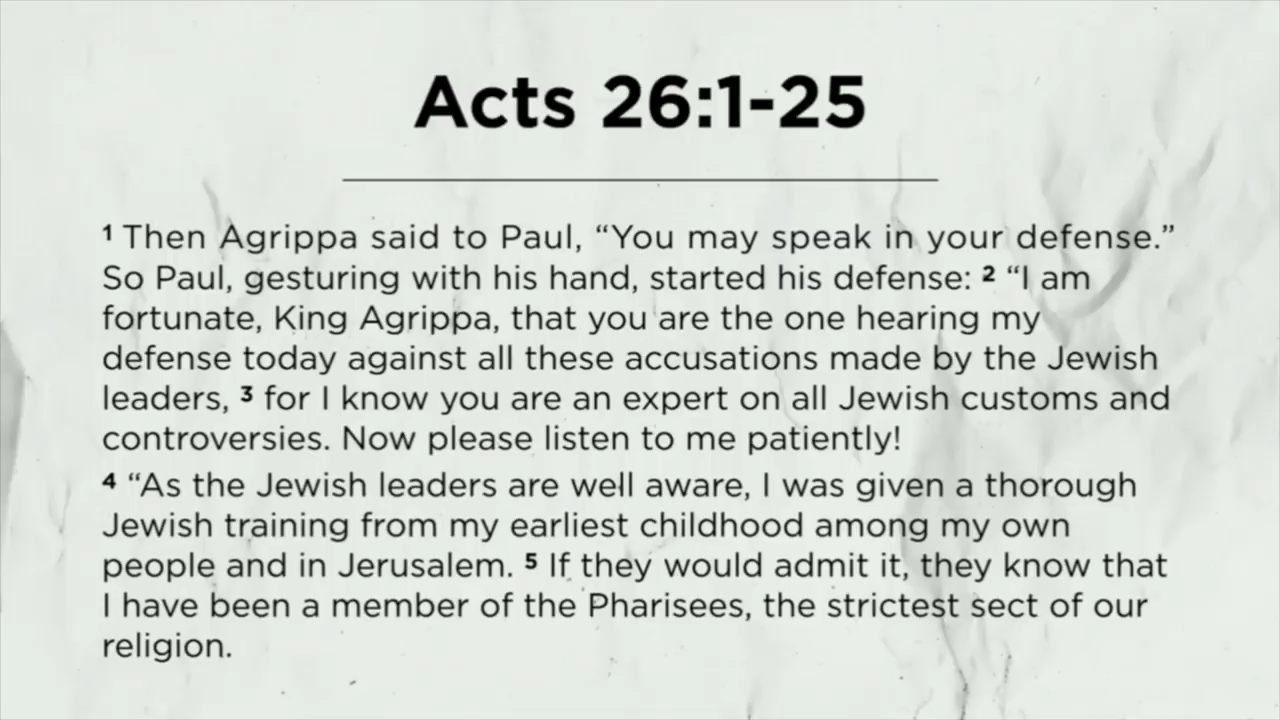 Acts 26:1-25
1 Then Agrippa said to Paul, “You may speak in your defense.”
So Paul, gesturing with his hand, started his defense: 2 “I am
fortunate, King Agrippa, that you are the one hearing my
defense today against all these accusations made by the Jewish
leaders, 3 for I know you are an expert on all Jewish customs and
controversies. Now please listen to me patiently!
4 “As the Jewish leaders are well aware, I was given a thorough
Jewish training from my earliest childhood among my own
people and in Jerusalem. 5 If they would admit it, they know that
I have been a member of the Pharisees, the strictest sect of our
religion.